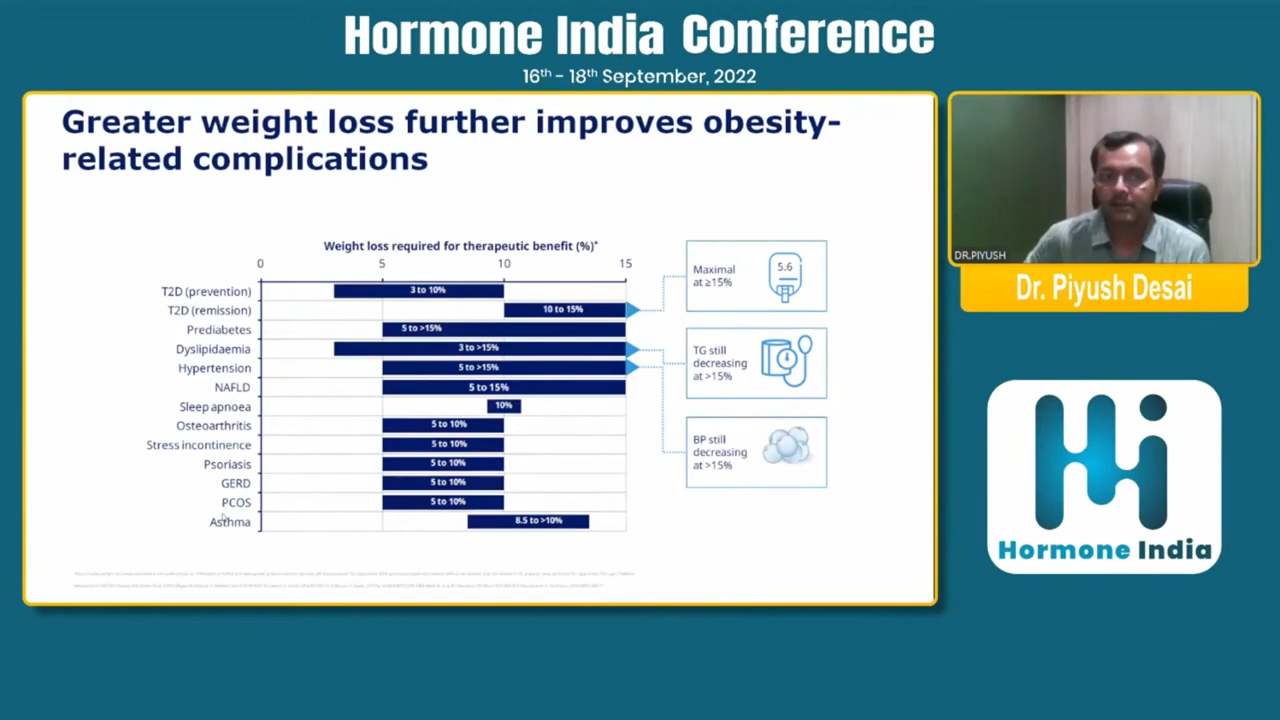 Hormone India Conference
16th - 18th September, 2022
Greater weight loss further improves obesity-
related complications
Weight loss required for therapeutic benefit (%)*
0 5 10 15
T2D (prevention) 3 to 10%
T2D (remission) 10 to 15%
Prediabetes 5 to >15%
Dyslipidaemia 3 to >15%
Hypertension 5 to >15%
NAFLD 5 to 15%
Sleep apnoea 10%
Osteoarthritis 5 to 10%
Stress incontinence 5 to 10%
Psoriasis 5 to 10%
GERD 5 to 10%
PCOS 5 to 10%
Asthma 8.5 to >10%
Maximal
at ≥15%
5.6
TG still
decreasing
at >15%
BP still
decreasing
at >15%
DR.PIYUSH
Dr. Piyush Desai
Hormone India